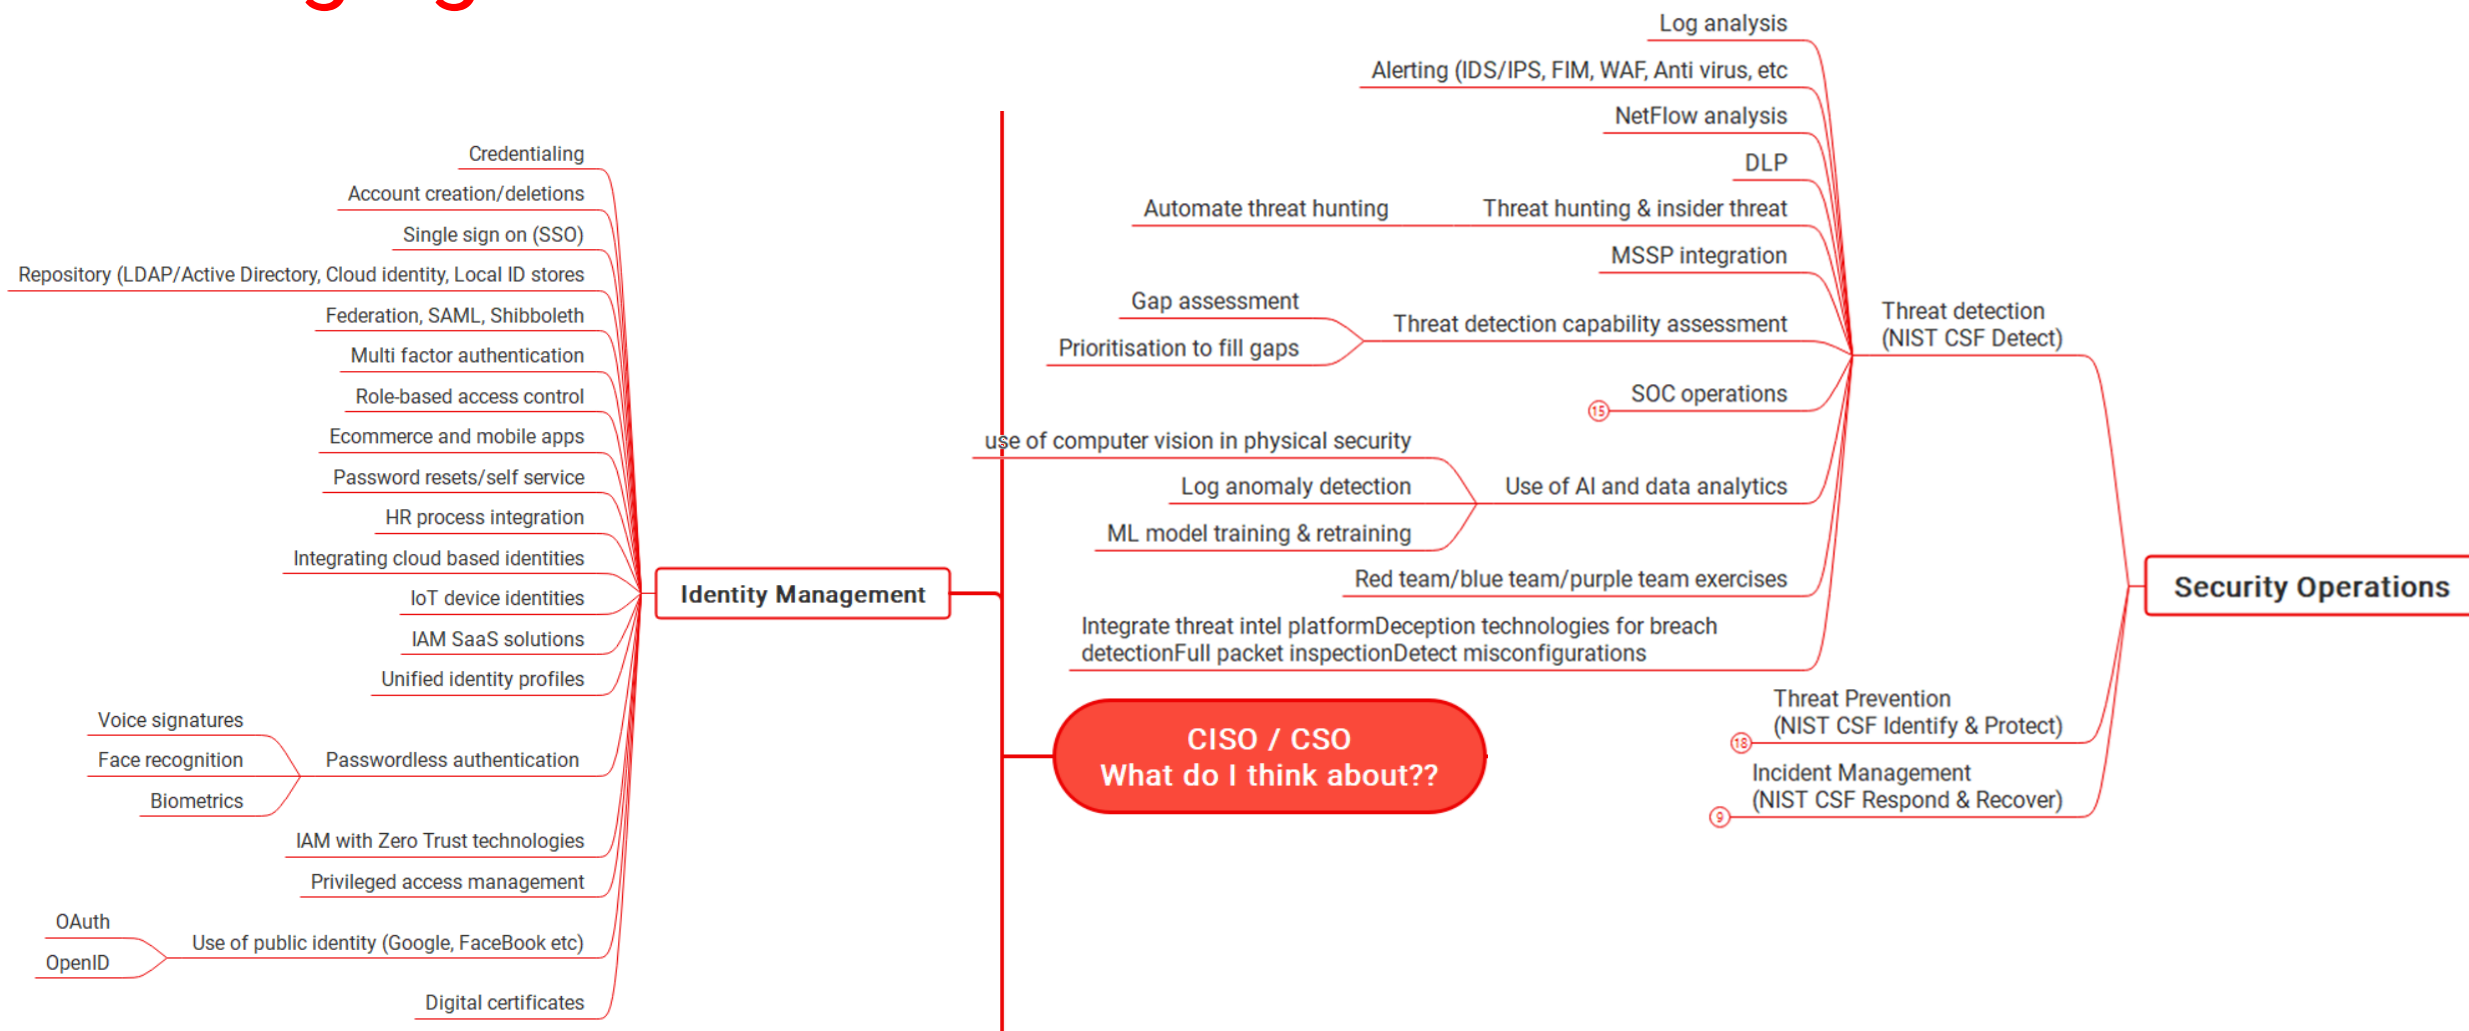 Credentialing
Account creation/deletions
Single sign on (SSO)
Repository (LDAP/Active Directory, Cloud identity, Local ID stores
Federation, SAML, Shibboleth
Multi factor authentication
Role-based access control
Ecommerce and mobile apps
Password resets/self service
HR process integration
Integrating cloud based identities
IoT device identities
IAM SaaS solutions
Unified identity profiles
Voice signatures
Face recognition
Biometrics
Passwordless authentication
IAM with Zero Trust technologies
Privileged access management
OAuth
OpenID
Use of public identity (Google, FaceBook etc)
Digital certificates
Identity Management
Log analysis
Alerting (IDS/IPS, FIM, WAF, Anti virus, etc
NetFlow analysis
DLP
Automate threat hunting
Threat hunting & insider threat
MSSP integration
Gap assessment
Prioritisation to fill gaps
Threat detection capability assessment
15
SOC operations
use of computer vision in physical security
Log anomaly detection
ML model training & retraining
Use of AI and data analytics
Red team/blue team/purple team exercises
Integrate threat intel platformDeception technologies for breach
detectionFull packet inspectionDetect misconfigurations
Threat detection
(NIST CSF Detect)
18
Threat Prevention
(NIST CSF Identify & Protect)
9
Incident Management
(NIST CSF Respond & Recover)
Security Operations
CISO / CSO
What do I think about??